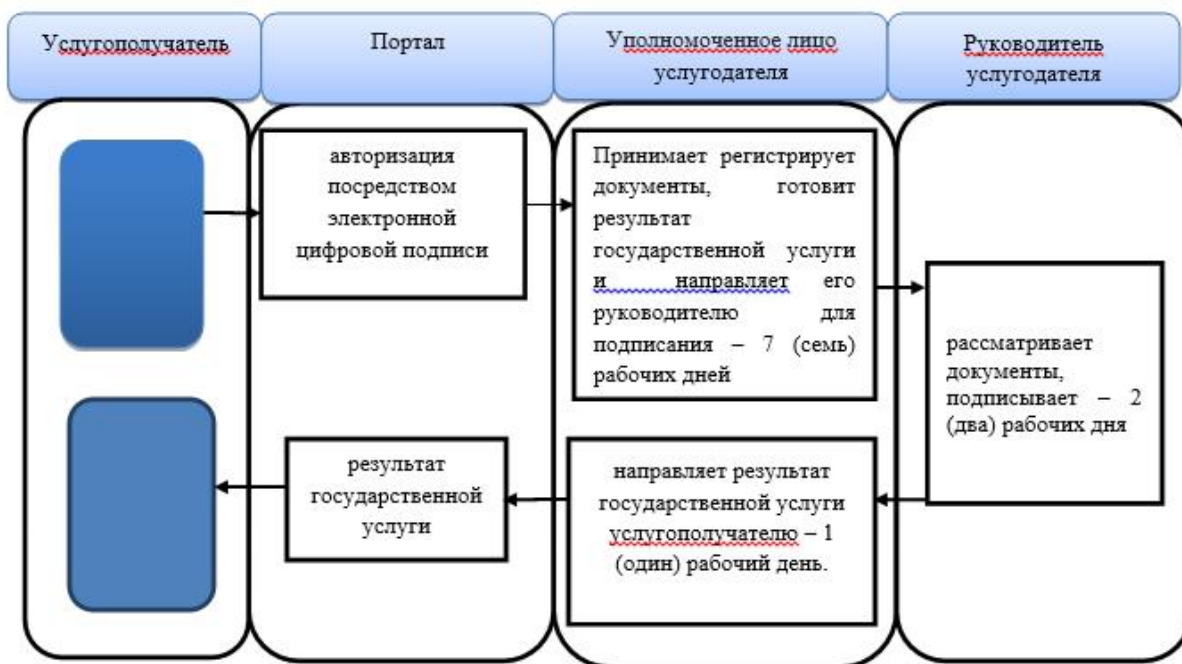 Услугополучатель
Портал
Уполномоченное лицо
услугодателя
Руководитель
услугодателя
авторизация
посредством
электронной
цифровой подписи
Принимает регистрирует
документы, готовит
результат
государственной услуги
и направляет его
руководителю для
подписания – 7 (семь)
рабочих дней
рассматривает
документы,
подписывает – 2
(два) рабочих дня
результат
государственной
услуги
направляет результат
государственной услуги
услугополучателю – 1
(один) рабочий день.